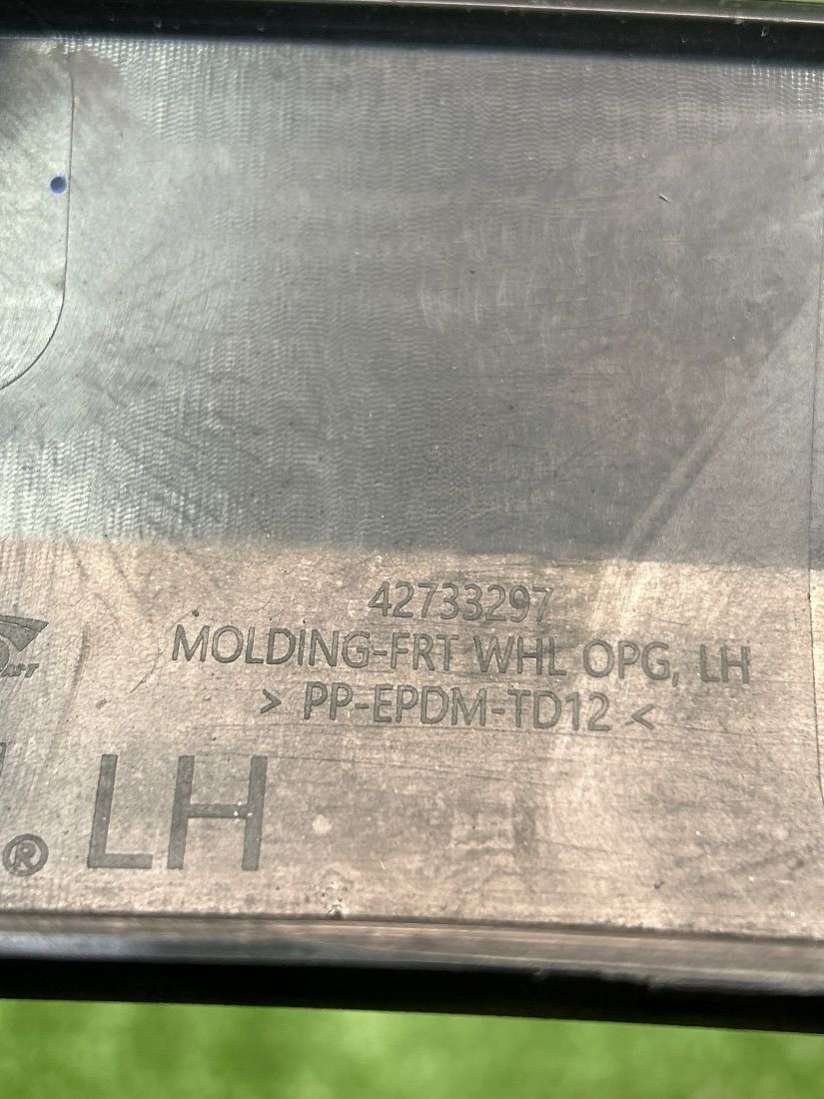 42733297
MOLDING-FRT WHL OPG, LH
> PP-EPDM-TD12 <
®. LH